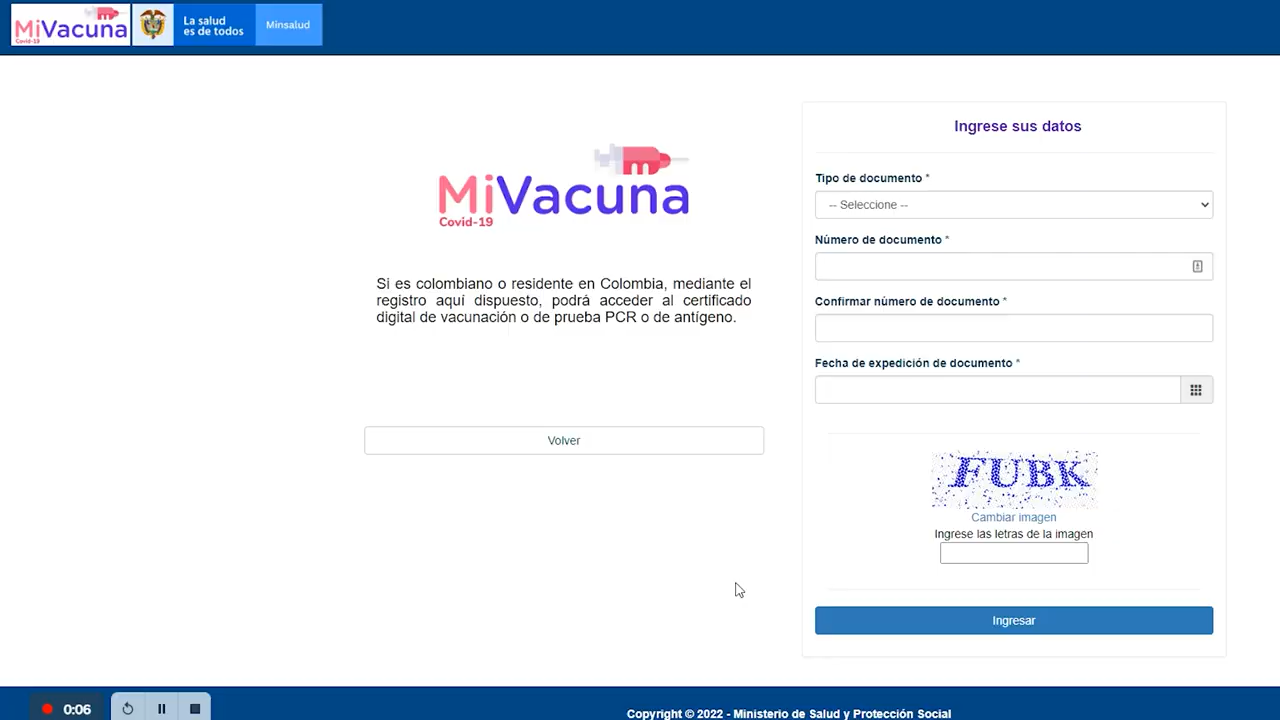 MiVacuna
Covid-19
La salud
es de todos
Minsalud
MiVacuna
Covid-19
Si es colombiano o residente en Colombia, mediante el
registro aquí dispuesto, podrá acceder al certificado
digital de vacunación o de prueba PCR o de antígeno.
Volver
Ingrese sus datos
Tipo de documento *
-- Seleccione --
Número de documento *
Confirmar número de documento *
Fecha de expedición de documento *
FUBK
Cambiar imagen
Ingrese las letras de la imagen
Ingresar
0:06
Copyright © 2022 - Ministerio de Salud y Protección Social